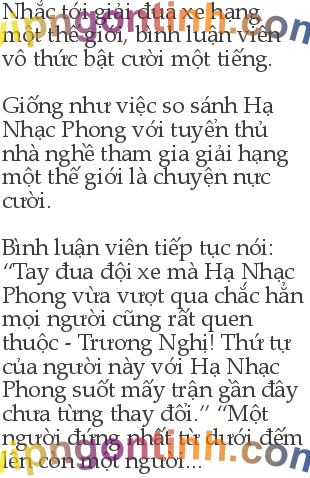 Nhắc tới giải đua xe hạng
một thế giới, bình luận viên
vô thức bật cười một tiếng.
Giống như việc so sánh Hạ
Nhạc Phong với tuyển thủ
nhà nghề tham gia giải hạng
một thế giới là chuyện nực
cười.
Bình luận viên tiếp tục nói:
“Tay đua đội xe mà Hạ Nhạc
Phong vừa vượt qua chắc hẳn
mọi người cũng rất quen
thuộc - Trương Nghị! Thứ tự
của người này với Hạ Nhạc
Phong suốt mấy trận gần đây
chưa từng thay đổi.” “Một
người đứng nhất từ dưới đếm
lên còn một người...
vipngontinh.com
vipngontinh.com